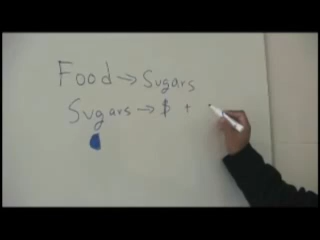 Food → Sugars
Sugars → $ +